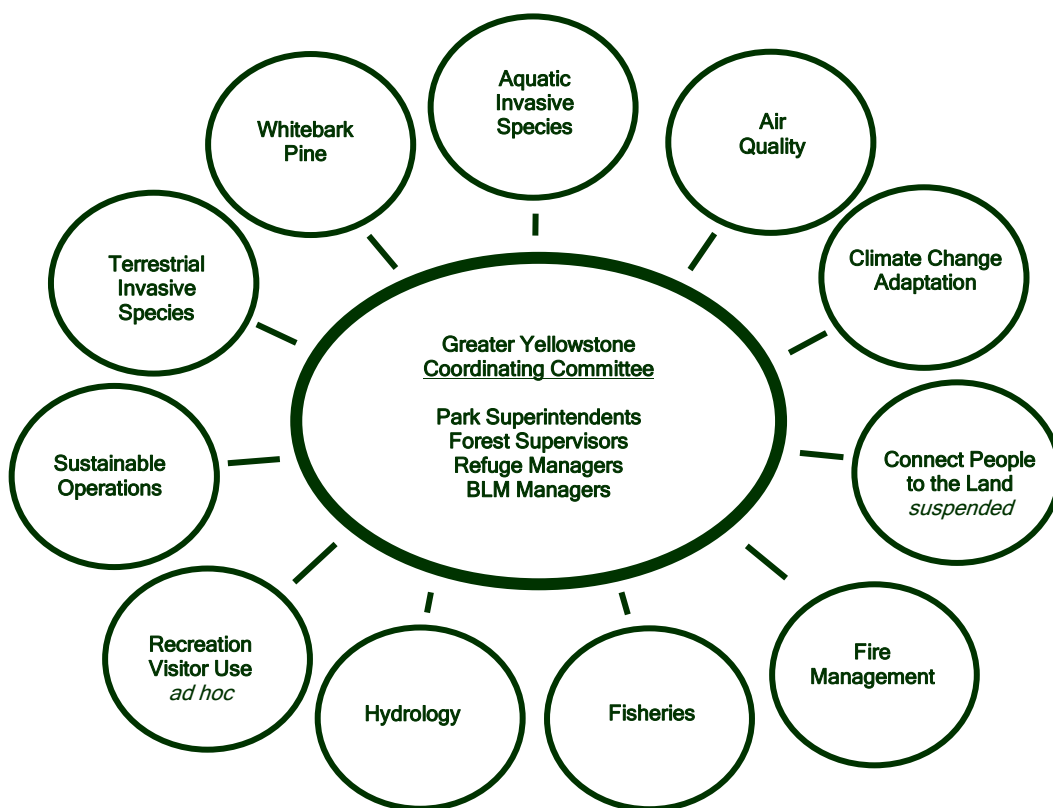 Aquatic
Invasive
Species
Air
Quality
Whitebark
Pine
Climate Change
Adaptation
Terrestrial
Invasive
Species
Greater Yellowstone
Coordinating Committee
Park Superintendents
Forest Supervisors
Refuge Managers
BLM Managers
Sustainable
Operations
Connect People
to the Land
suspended
Recreation
Visitor Use
ad hoc
Fire
Management
Hydrology
Fisheries